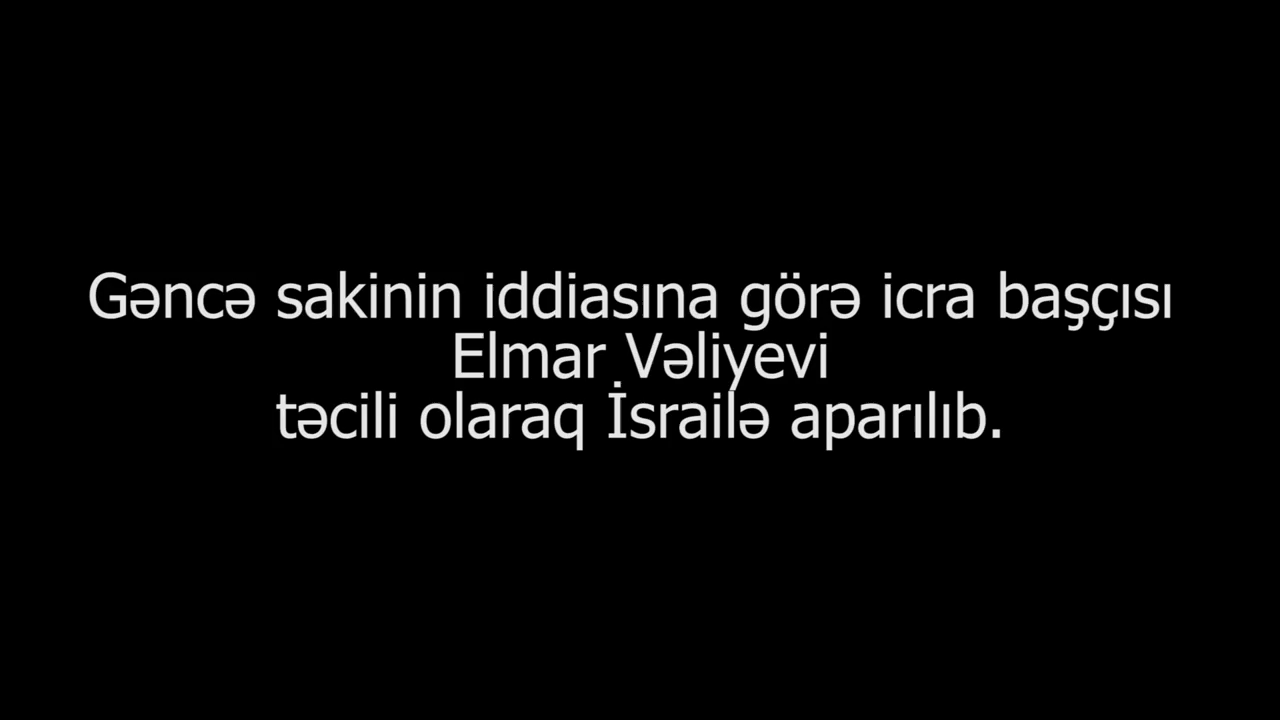 Gəncə sakinin iddiasına görə icra başçısı
Elmar Vəliyevi
təcili olaraq İsrailə aparılıb.